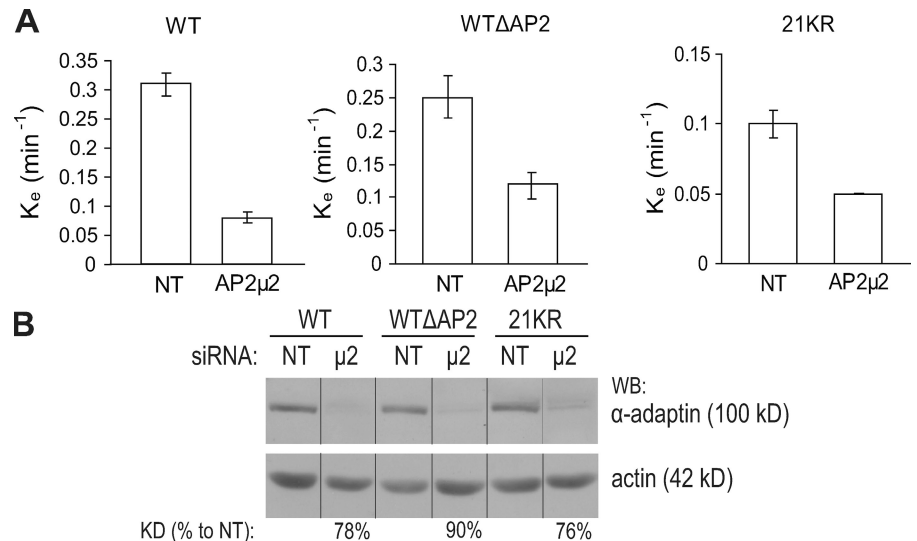 A
WT
WTΔAP2
21KR
Ke (min-1)
0.35
0.3
0.25
0.2
0.15
0.1
0.05
0
NT AP2μ2
Ke (min-1)
0.3
0.25
0.2
0.15
0.1
0.05
0
NT AP2μ2
Ke (min-1)
0.15
0.1
0.05
0
NT AP2μ2
B
WT WTΔAP2 21KR
siRNA: NT μ2 NT μ2 NT μ2
WB:
α-adaptin (100 kD)
actin (42 kD)
KD (% to NT): 78% 90% 76%